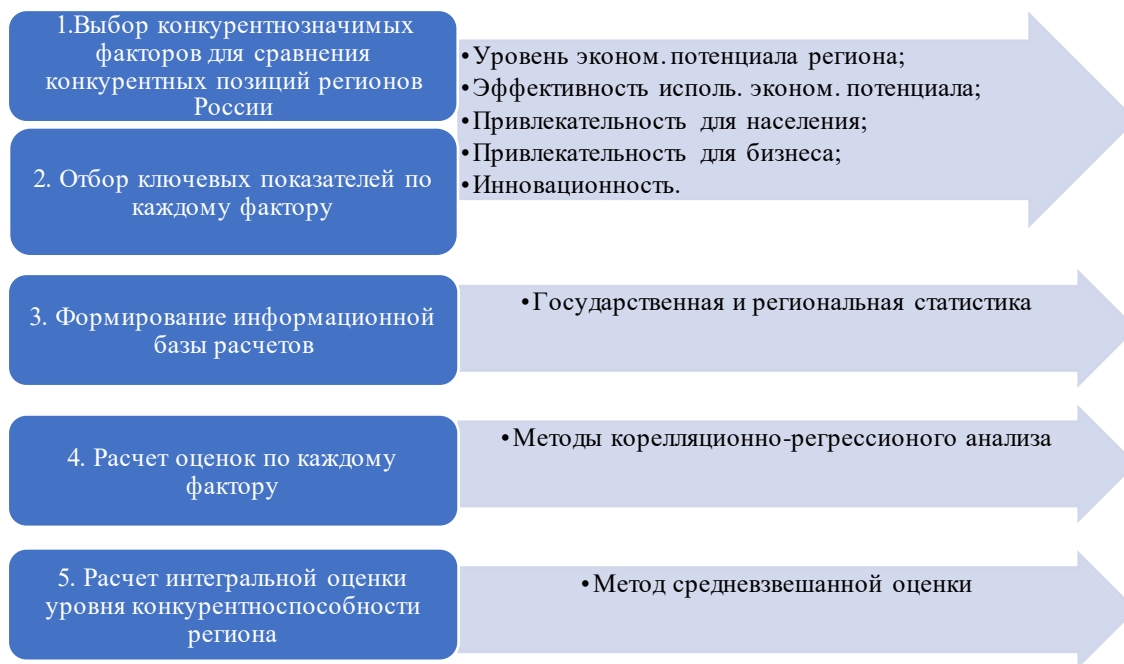 1.Выбор конкурентнозначимых
факторов для сравнения
конкурентных позиций регионов
России
•Уровень эконом. потенциала региона;
•Эффективность исполь. эконом. потенциала;
•Привлекательность для населения;
•Привлекательность для бизнеса;
•Инновационность.
2. Отбор ключевых показателей по
каждому фактору
3. Формирование информационной
базы расчетов
•Государственная и региональная статистика
4. Расчет оценок по каждому
фактору
•Методы корелляционно-регрессионого анализа
5. Расчет интегральной оценки
уровня конкурентноспособности
региона
•Метод средневзвешанной оценки